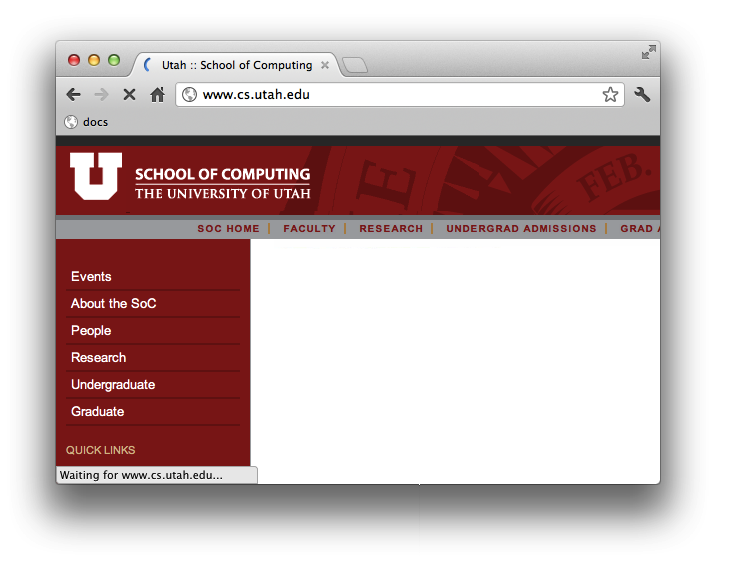 Utah :: School of Computing
www.cs.utah.edu
docs
SCHOOL OF COMPUTING
THE UNIVERSITY OF UTAH
E
FEB.
SOC HOME | FACULTY | RESEARCH | UNDERGRAD ADMISSIONS | GRAD
Events
About the SoC
People
Research
Undergraduate
Graduate
QUICK LINKS
Waiting for www.cs.utah.edu...